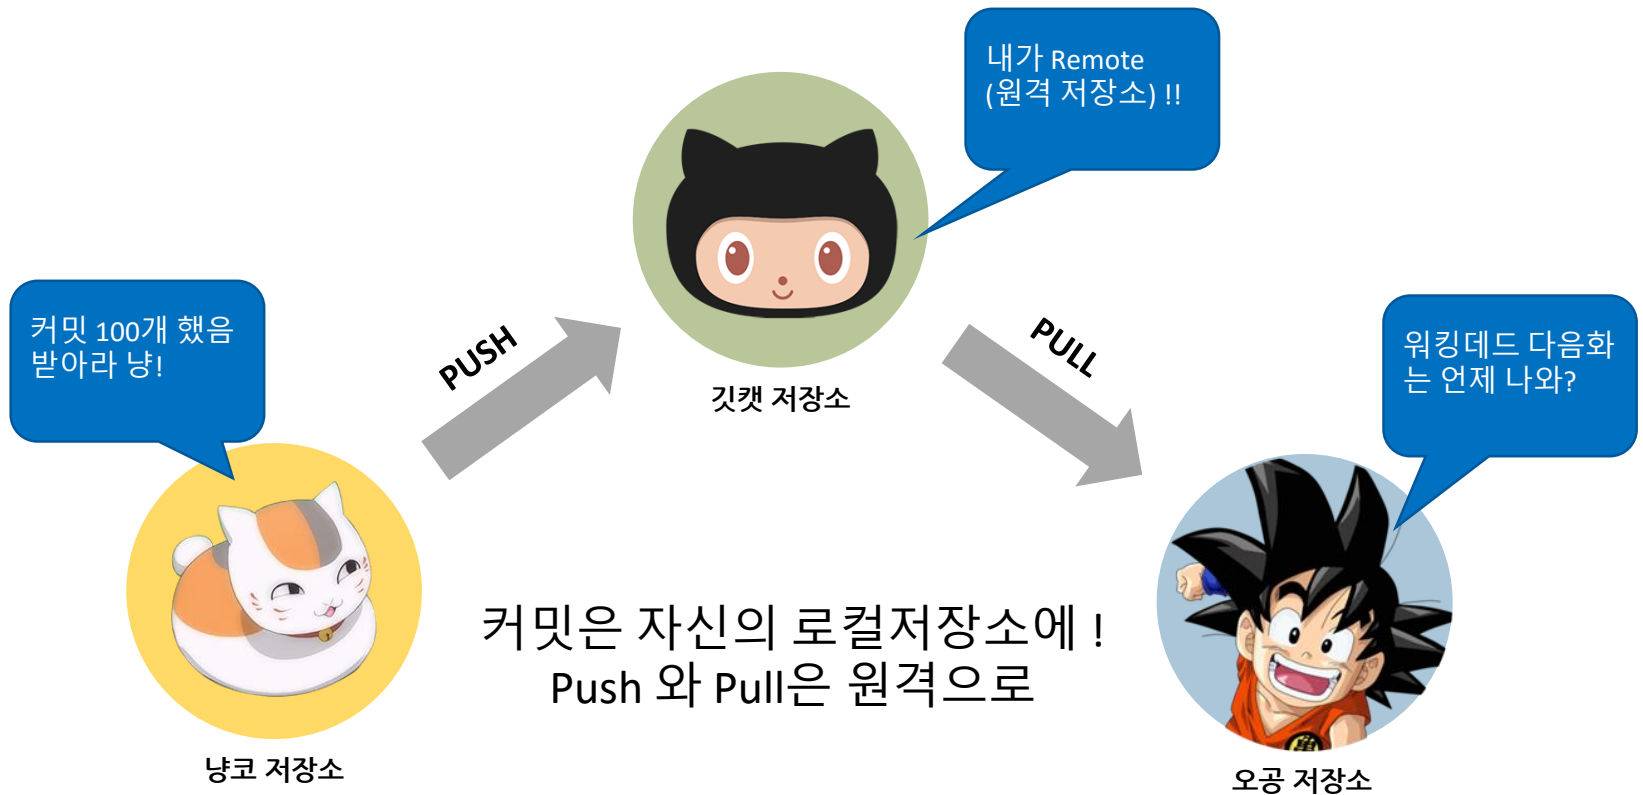 내가 Remote
(원격 저장소) !!
커밋 100개 했음
받아라 냥!
PUSH
PULL
깃캣 저장소
워킹데드 다음화
는 언제 나와?
커밋은 자신의 로컬저장소에 !
Push 와 Pull은 원격으로
냥코 저장소
오공 저장소